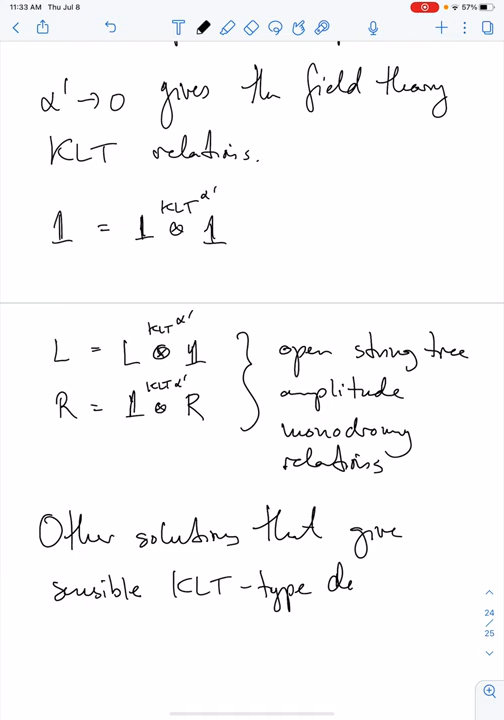 11:33 AM Thu Jul 8
57%
α' → 0 gives the field theory
KLT relations.
𝟙 = 𝟙 ⊗ 𝟙
KLT α'
L = L ⊗ 𝟙
KLT α'
R = 𝟙 ⊗ R
KLT α'
open string tree
amplitude
monodromy
relations
Other solutions that give
sensible KLT-type de
24
/
25